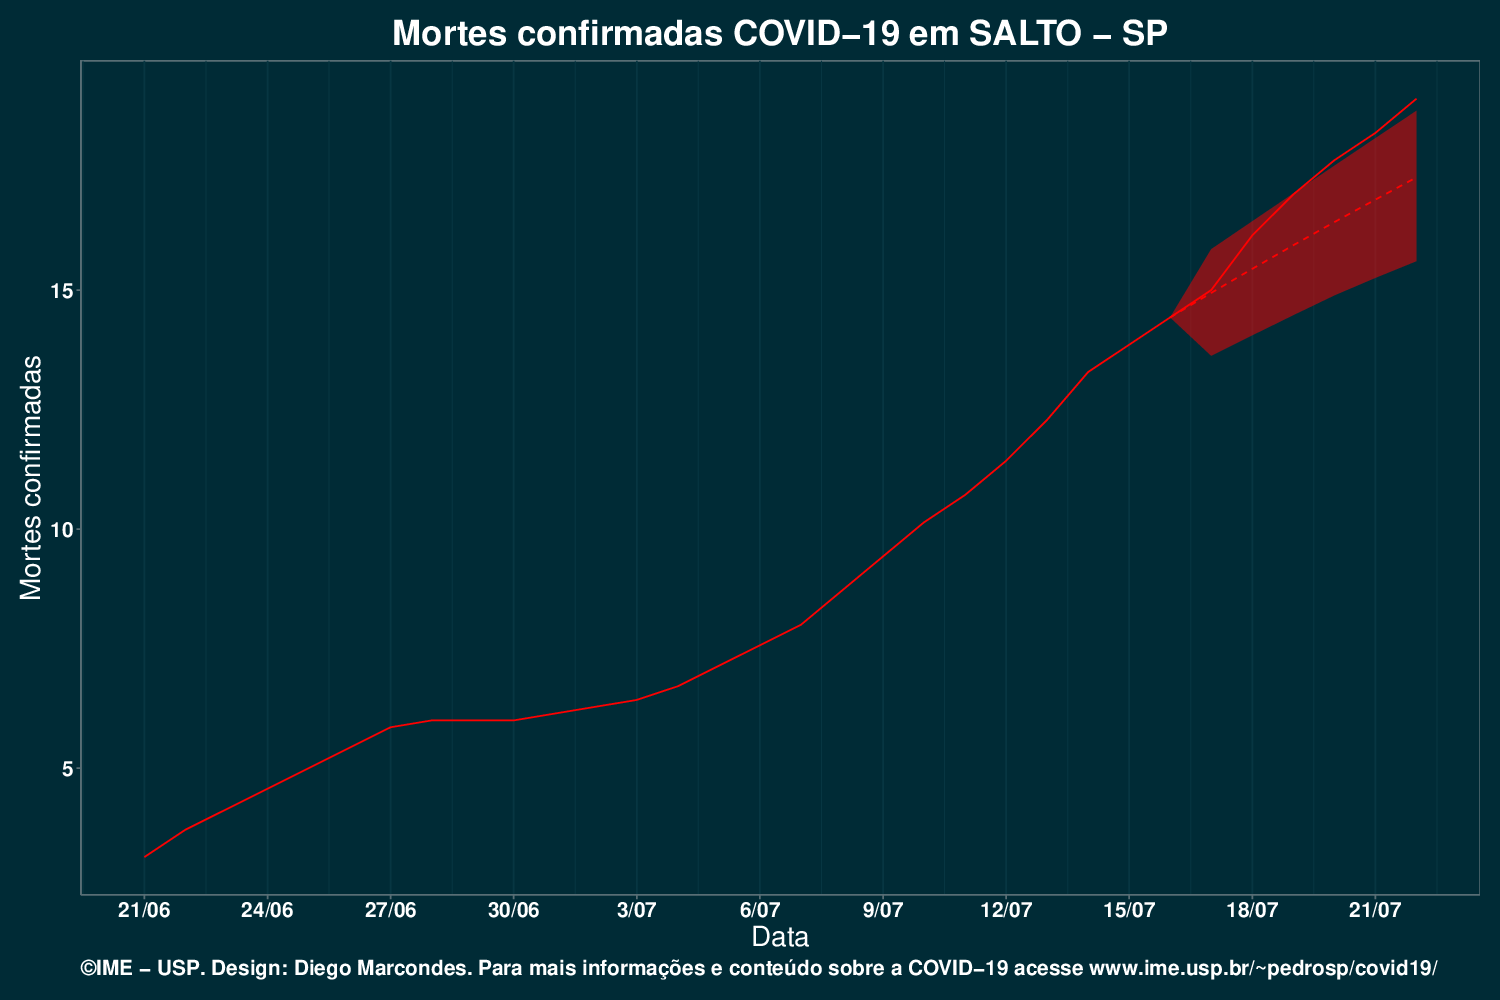 Mortes confirmadas COVID−19 em SALTO − SP
Mortes confirmadas
15
10
5
21/06 24/06 27/06 30/06 3/07 6/07 9/07 12/07 15/07 18/07 21/07
Data
©IME − USP. Design: Diego Marcondes. Para mais informações e conteúdo sobre a COVID−19 acesse www.ime.usp.br/~pedrosp/covid19/